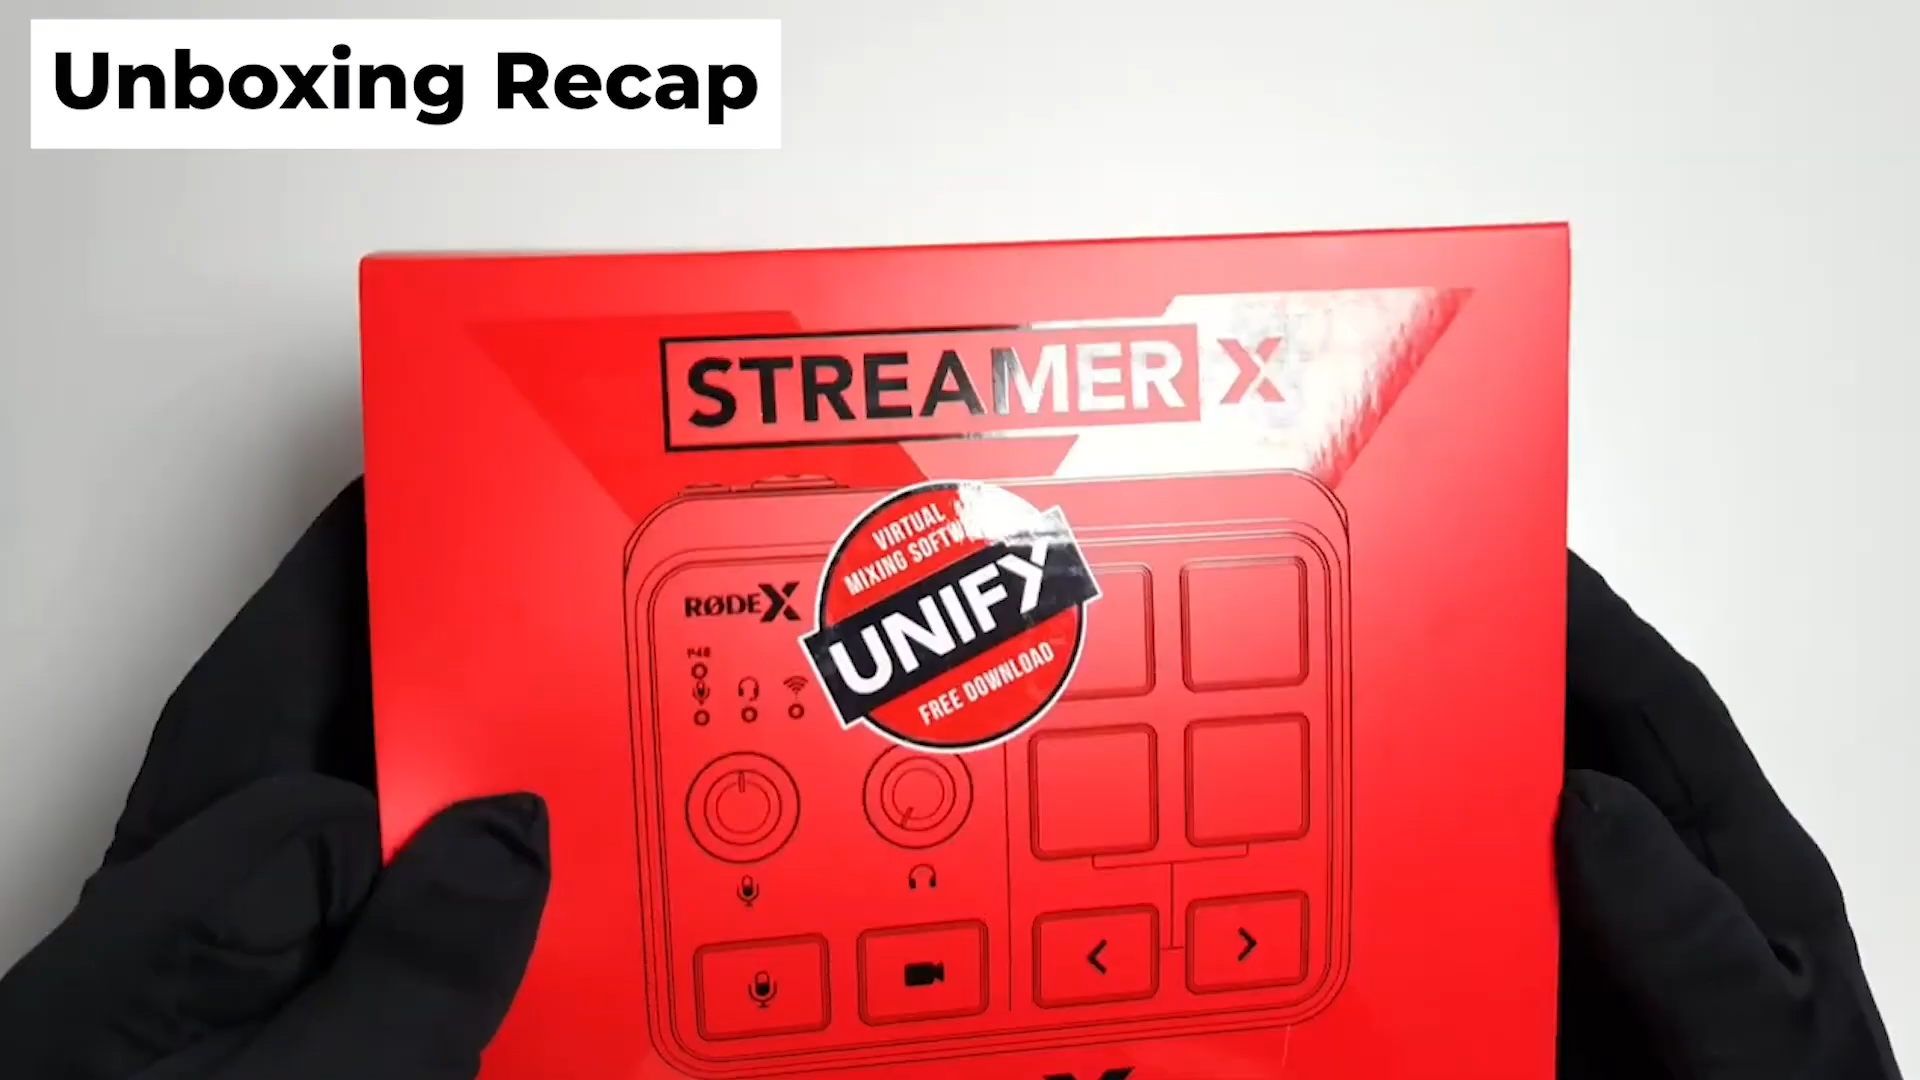 Unboxing Recap
STREAMER X
VIRTUAL
MIXING
UNIFY
FREE DOWNLOAD
RØDE X
P48